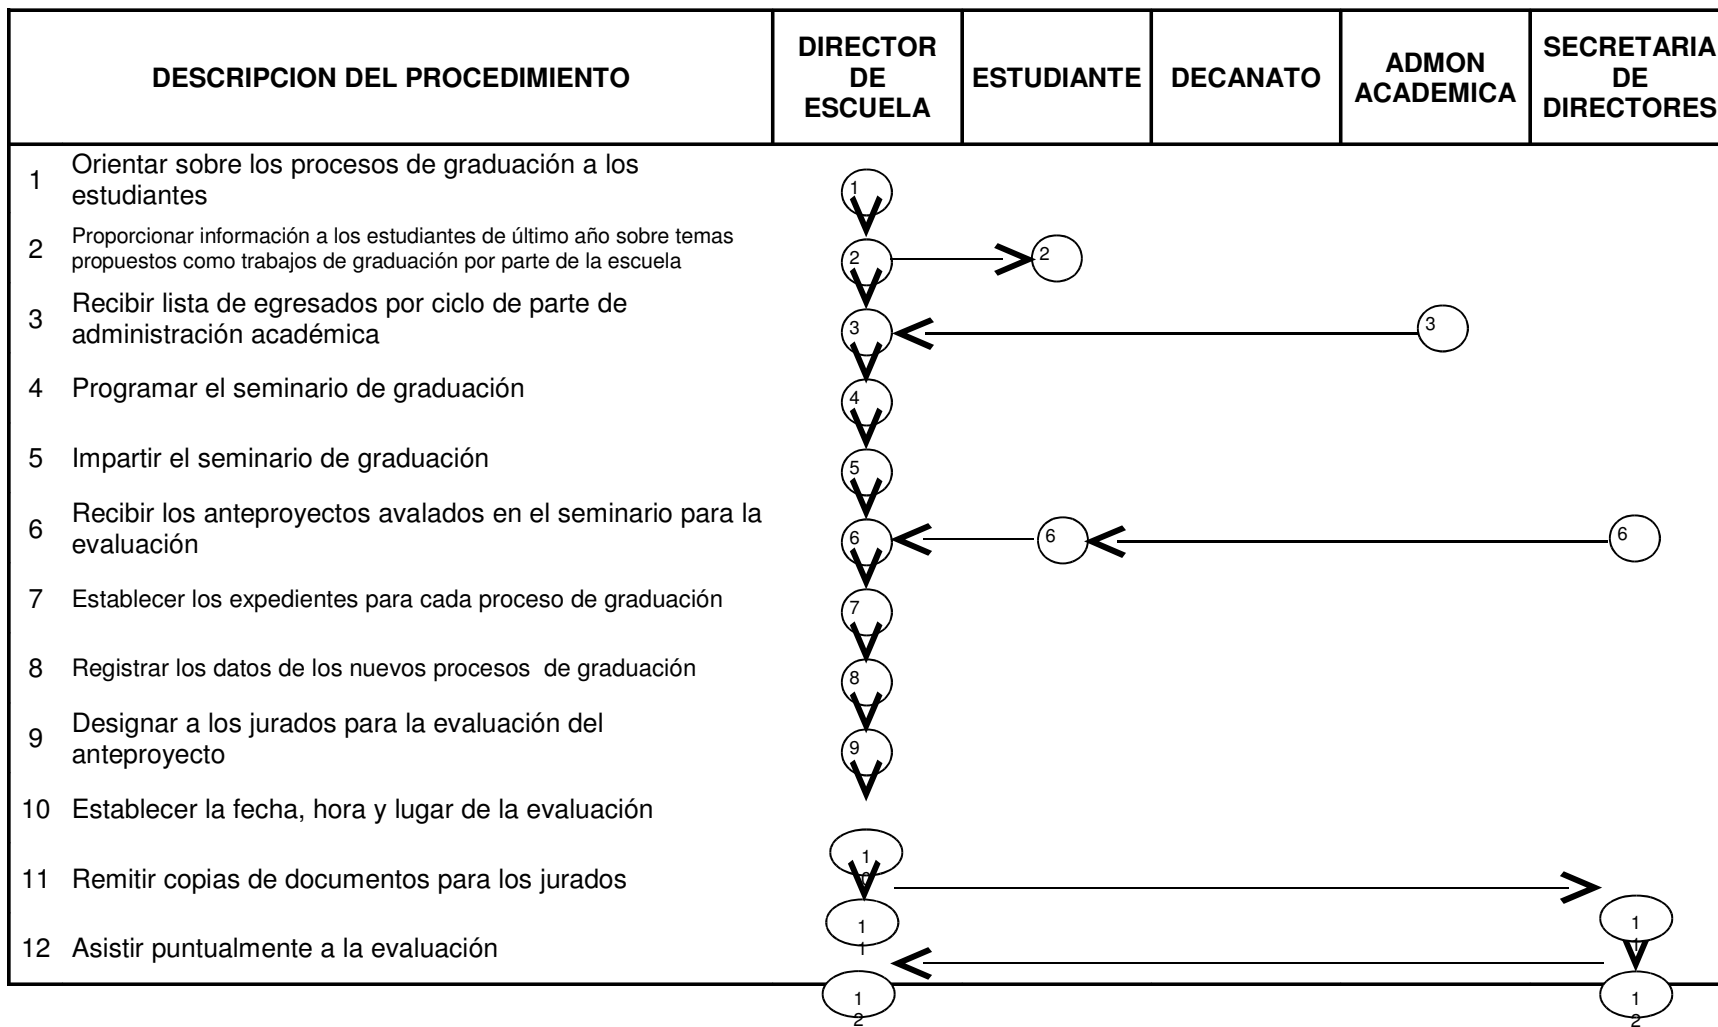 DESCRIPCION DEL PROCEDIMIENTO
DIRECTOR
DE
ESCUELA
ESTUDIANTE
DECANATO
ADMON
ACADEMICA
SECRETARIA
DE
DIRECTORES
1 Orientar sobre los procesos de graduación a los
estudiantes
1
2 Proporcionar información a los estudiantes de último año sobre temas
propuestos como trabajos de graduación por parte de la escuela
2 2
3 Recibir lista de egresados por ciclo de parte de
administración académica
3 3
4 Programar el seminario de graduación
4
5 Impartir el seminario de graduación
5
6 Recibir los anteproyectos avalados en el seminario para la
evaluación
6 6 6
7 Establecer los expedientes para cada proceso de graduación
7
8 Registrar los datos de los nuevos procesos  de graduación
8
9 Designar a los jurados para la evaluación del
anteproyecto
9
10 Establecer la fecha, hora y lugar de la evaluación
1
0
11 Remitir copias de documentos para los jurados
1 1
1 1
12 Asistir puntualmente a la evaluación
1 1
2 2